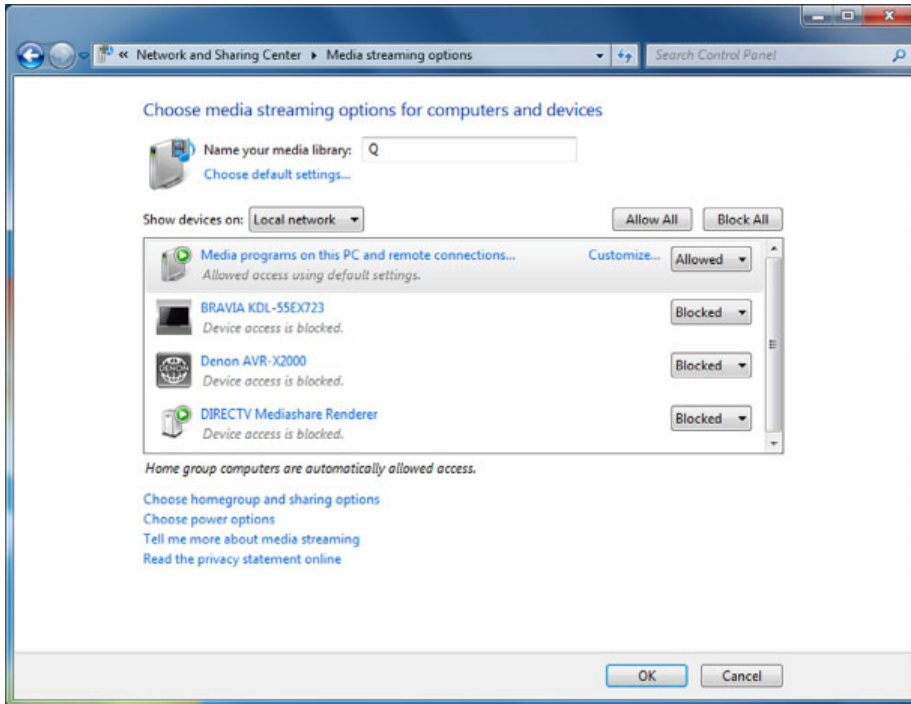 « Network and Sharing Center ▸ Media streaming options
Search Control Panel
Choose media streaming options for computers and devices
Name your media library: Q
Choose default settings...
Show devices on: Local network Allow All Block All
Media programs on this PC and remote connections... Customize... Allowed
Allowed access using default settings.
BRAVIA KDL-55EX723 Blocked
Device access is blocked.
DENON
Denon AVR-X2000 Blocked
Device access is blocked.
DIRECTV Mediashare Renderer Blocked
Device access is blocked.
Home group computers are automatically allowed access.
Choose homegroup and sharing options
Choose power options
Tell me more about media streaming
Read the privacy statement online
OK Cancel